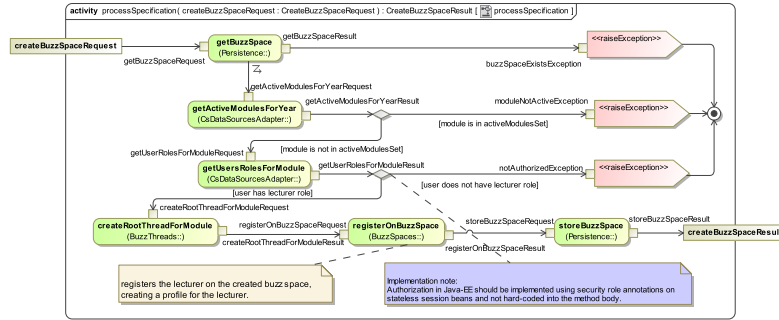 activity processSpecification( createBuzzSpaceRequest : CreateBuzzSpaceRequest ) : CreateBuzzSpaceResult [ processSpecification ]
createBuzzSpaceRequest
getBuzzSpaceRequest
getBuzzSpace
(Persistence::)
getBuzzSpaceResult
buzzSpaceExistsException
<<raiseException>>
getActiveModulesForYearRequest
getActiveModulesForYear
(CsDataSourcesAdapter::)
getActiveModulesForYearResult
moduleNotActiveException
[module is in activeModulesSet]
<<raiseException>>
[module is not in activeModulesSet]
getUserRolesForModuleRequest
getUsersRolesForModule
(CsDataSourcesAdapter::)
getUserRolesForModuleResult
notAuthorizedException
[user does not have lecturer role]
<<raiseException>>
[user has lecturer role]
createRootThreadForModuleRequest
createRootThreadForModule
(BuzzThreads::)
registerOnBuzzSpaceRequest
createRootThreadForModuleResult
registerOnBuzzSpace
(BuzzSpaces::)
storeBuzzSpaceRequest
registerOnBuzzSpaceResult
storeBuzzSpace
(Persistence::)
storeBuzzSpaceResult
createBuzzSpaceResul
registers the lecturer on the created buzz space,
creating a profile for the lecturer.
Implementation note:
Authorization in Java-EE should be implemented using security role annotations on
stateless session beans and not hard-coded into the method body.